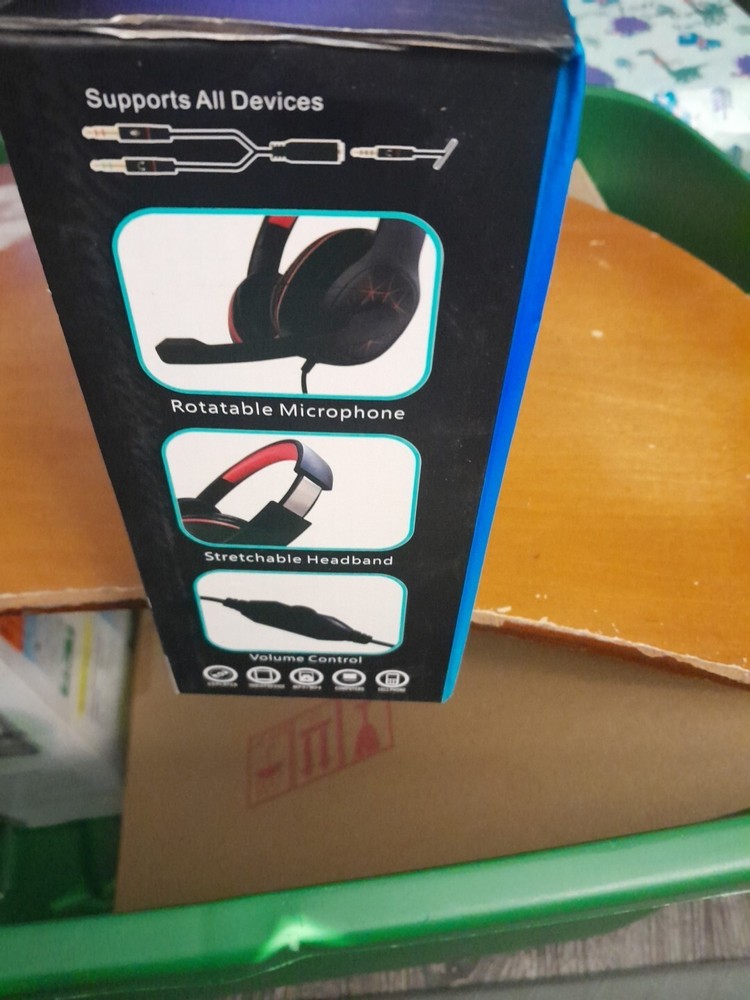 Supports All Devices
Rotatable Microphone
Stretchable Headband
Volume Control